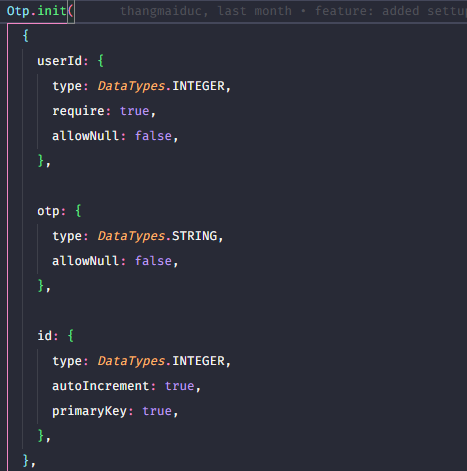 Otp.init(      thangmaiduc, last month • feature: added settup
  {
    userId: {
      type: DataTypes.INTEGER,
      require: true,
      allowNull: false,
    },
    otp: {
      type: DataTypes.STRING,
      allowNull: false,
    },
    id: {
      type: DataTypes.INTEGER,
      autoIncrement: true,
      primaryKey: true,
    },
  },